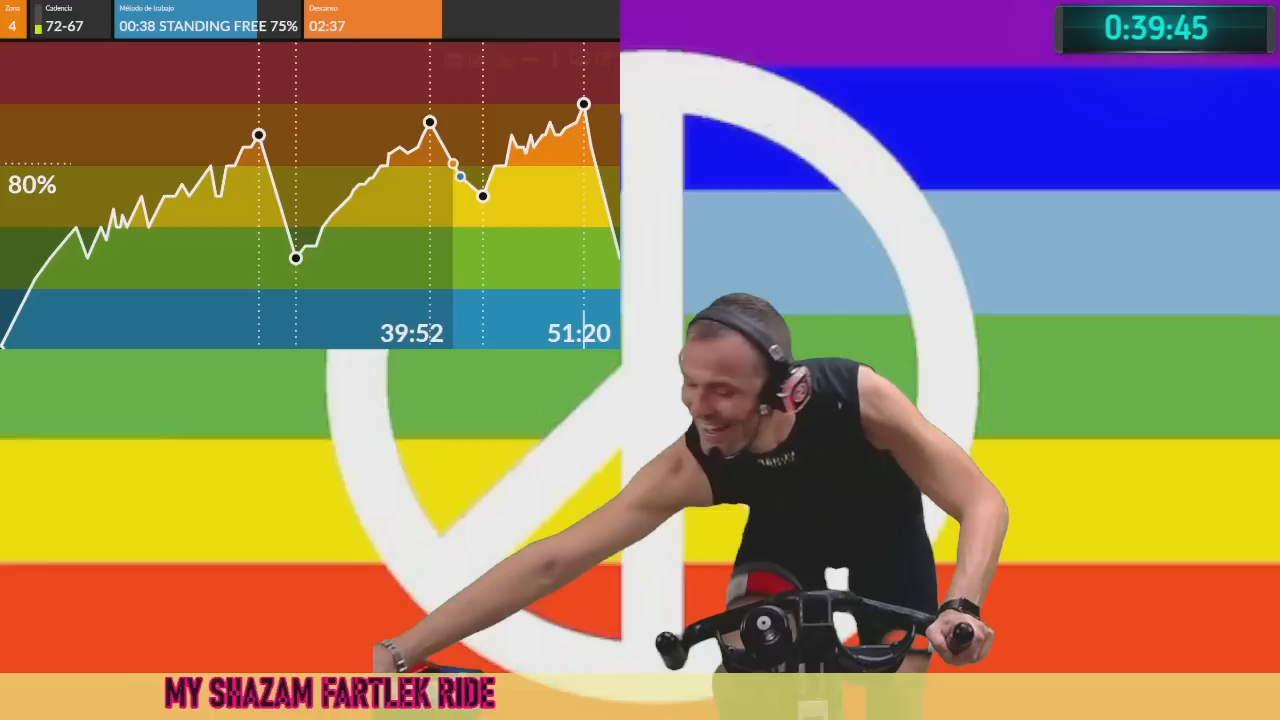 Zona
4
Cadencia
72-67
Método de trabajo
00:38 STANDING FREE 75%
Descanso
02:37
0:39:45
80%
39:52
51:20
MY SHAZAM FARTLEK RIDE